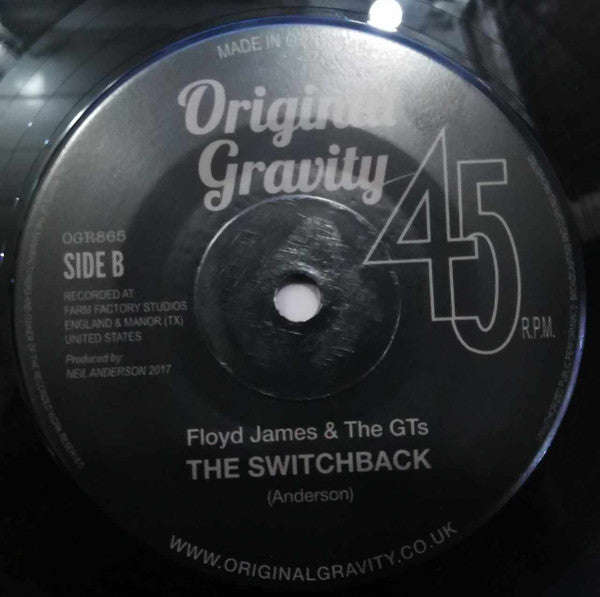 MADE IN
Original
Gravity
45
R.P.M.
OGR865
SIDE B
RECORDED AT
FARM FACTORY STUDIOS
ENGLAND & MANOR (TX)
UNITED STATES
Produced by:
NEIL ANDERSON 2017
Floyd James & The GTs
THE SWITCHBACK
(Anderson)
WWW.ORIGINALGRAVITY.CO.UK